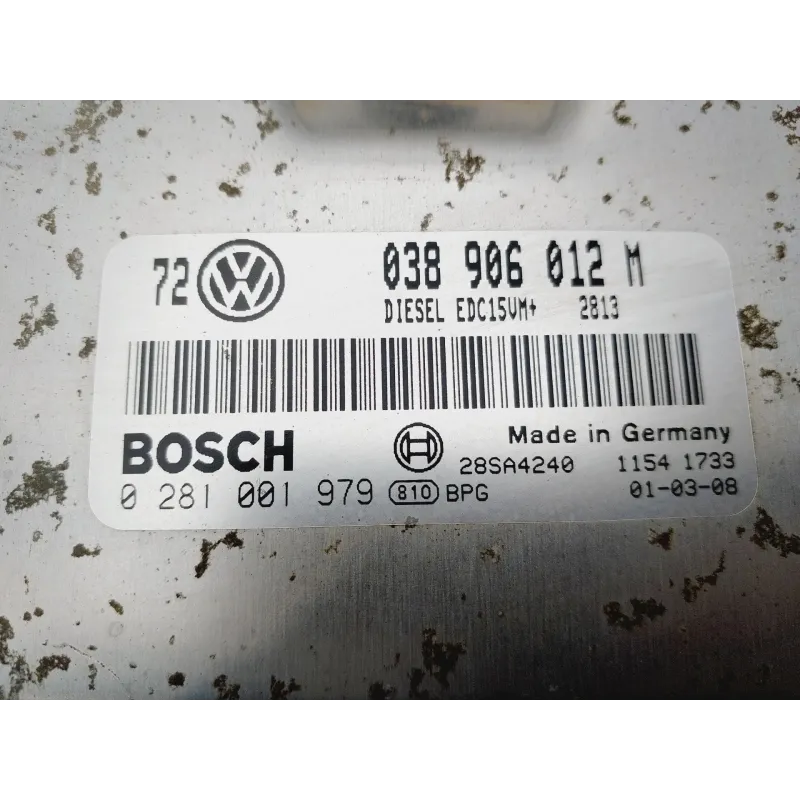 72 VW 038 906 012 M
DIESEL EDC15VM+ 2813
BOSCH Made in Germany
28SA4240 1154 1733
0 281 001 979 810 BPG 01-03-08